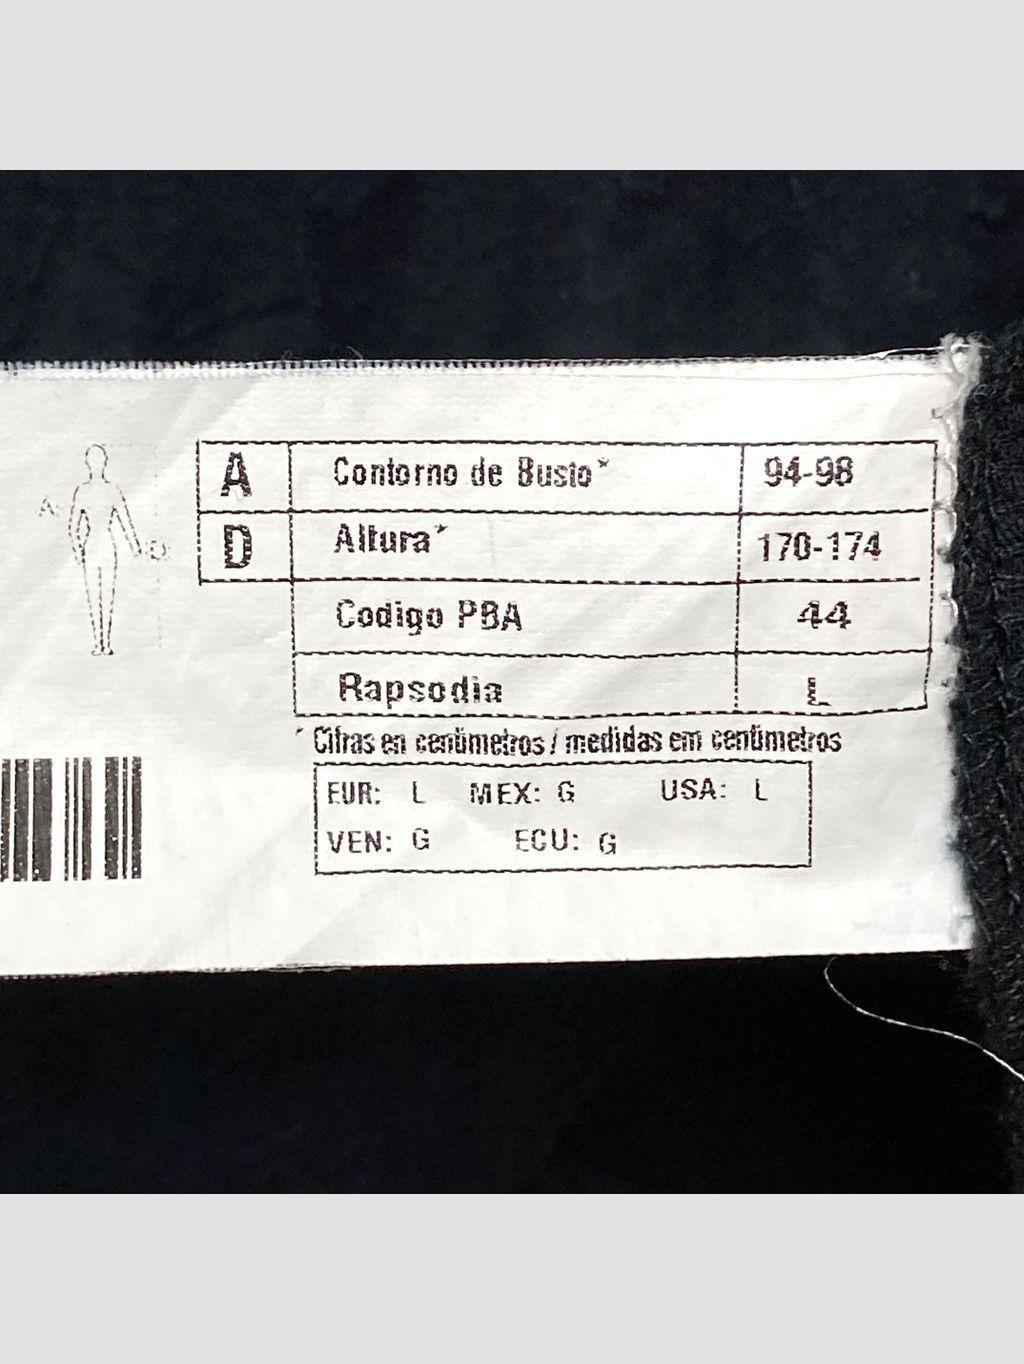 A Contorno de Busto* 94-98
D Altura* 170-174
Codigo PBA 44
Rapsodia L
* Cifras en centímetros / medidas em centímetros
EUR: L MEX: G USA: L
VEN: G ECU: G
A
D